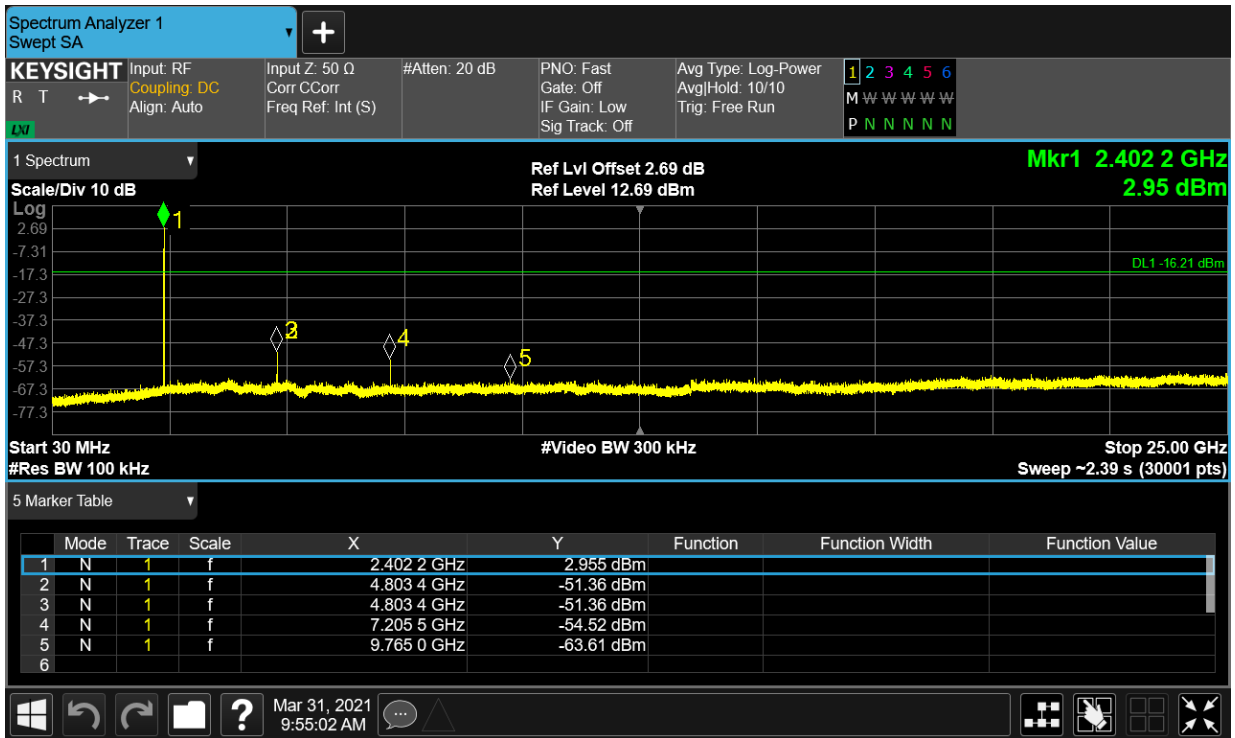 Spectrum Analyzer 1
Swept SA
+
KEYSIGHT
R T
LXI
Input: RF
Coupling: DC
Align: Auto
Input Z: 50 Ω
Corr CCorr
Freq Ref: Int (S)
#Atten: 20 dB
PNO: Fast
Gate: Off
IF Gain: Low
Sig Track: Off
Avg Type: Log-Power
Avg|Hold: 10/10
Trig: Free Run
1 2 3 4 5 6
M W W W W W
P N N N N N
1 Spectrum
Scale/Div 10 dB
Ref Lvl Offset 2.69 dB
Ref Level 12.69 dBm
Mkr1 2.402 2 GHz
2.95 dBm
Log
2.69
-7.31
-17.3
-27.3
-37.3
-47.3
-57.3
-67.3
-77.3
1
DL1 -16.21 dBm
3
4
5
Start 30 MHz
#Video BW 300 kHz
Stop 25.00 GHz
#Res BW 100 kHz
Sweep ~2.39 s (30001 pts)
5 Marker Table
Mode Trace Scale X Y Function Function Width Function Value
1 N 1 f 2.402 2 GHz 2.955 dBm
2 N 1 f 4.803 4 GHz -51.36 dBm
3 N 1 f 4.803 4 GHz -51.36 dBm
4 N 1 f 7.205 5 GHz -54.52 dBm
5 N 1 f 9.765 0 GHz -63.61 dBm
6
?
Mar 31, 2021
9:55:02 AM